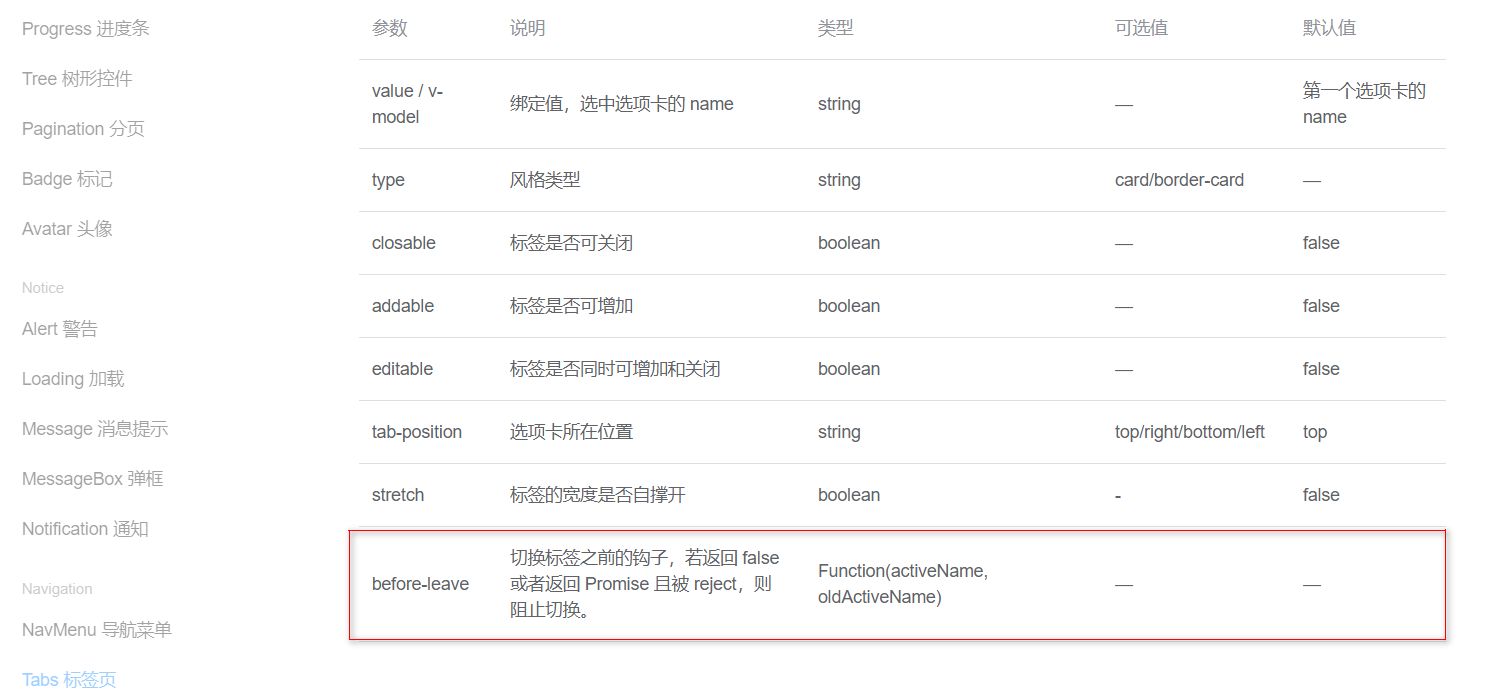 Progress 进度条
Tree 树形控件
Pagination 分页
Badge 标记
Avatar 头像
Notice
Alert 警告
Loading 加载
Message 消息提示
MessageBox 弹框
Notification 通知
Navigation
NavMenu 导航菜单
Tabs 标签页
参数 说明 类型 可选值 默认值
value / v-
model
绑定值，选中选项卡的 name
string
—
第一个选项卡的
name
type 风格类型 string card/border-card —
closable 标签是否可关闭 boolean — false
addable 标签是否可增加 boolean — false
editable 标签是否同时可增加和关闭 boolean — false
tab-position 选项卡所在位置 string top/right/bottom/left top
stretch 标签的宽度是否自撑开 boolean - false
before-leave
切换标签之前的钩子，若返回 false
或者返回 Promise 且被 reject，则
阻止切换。
Function(activeName,
oldActiveName)
—
—